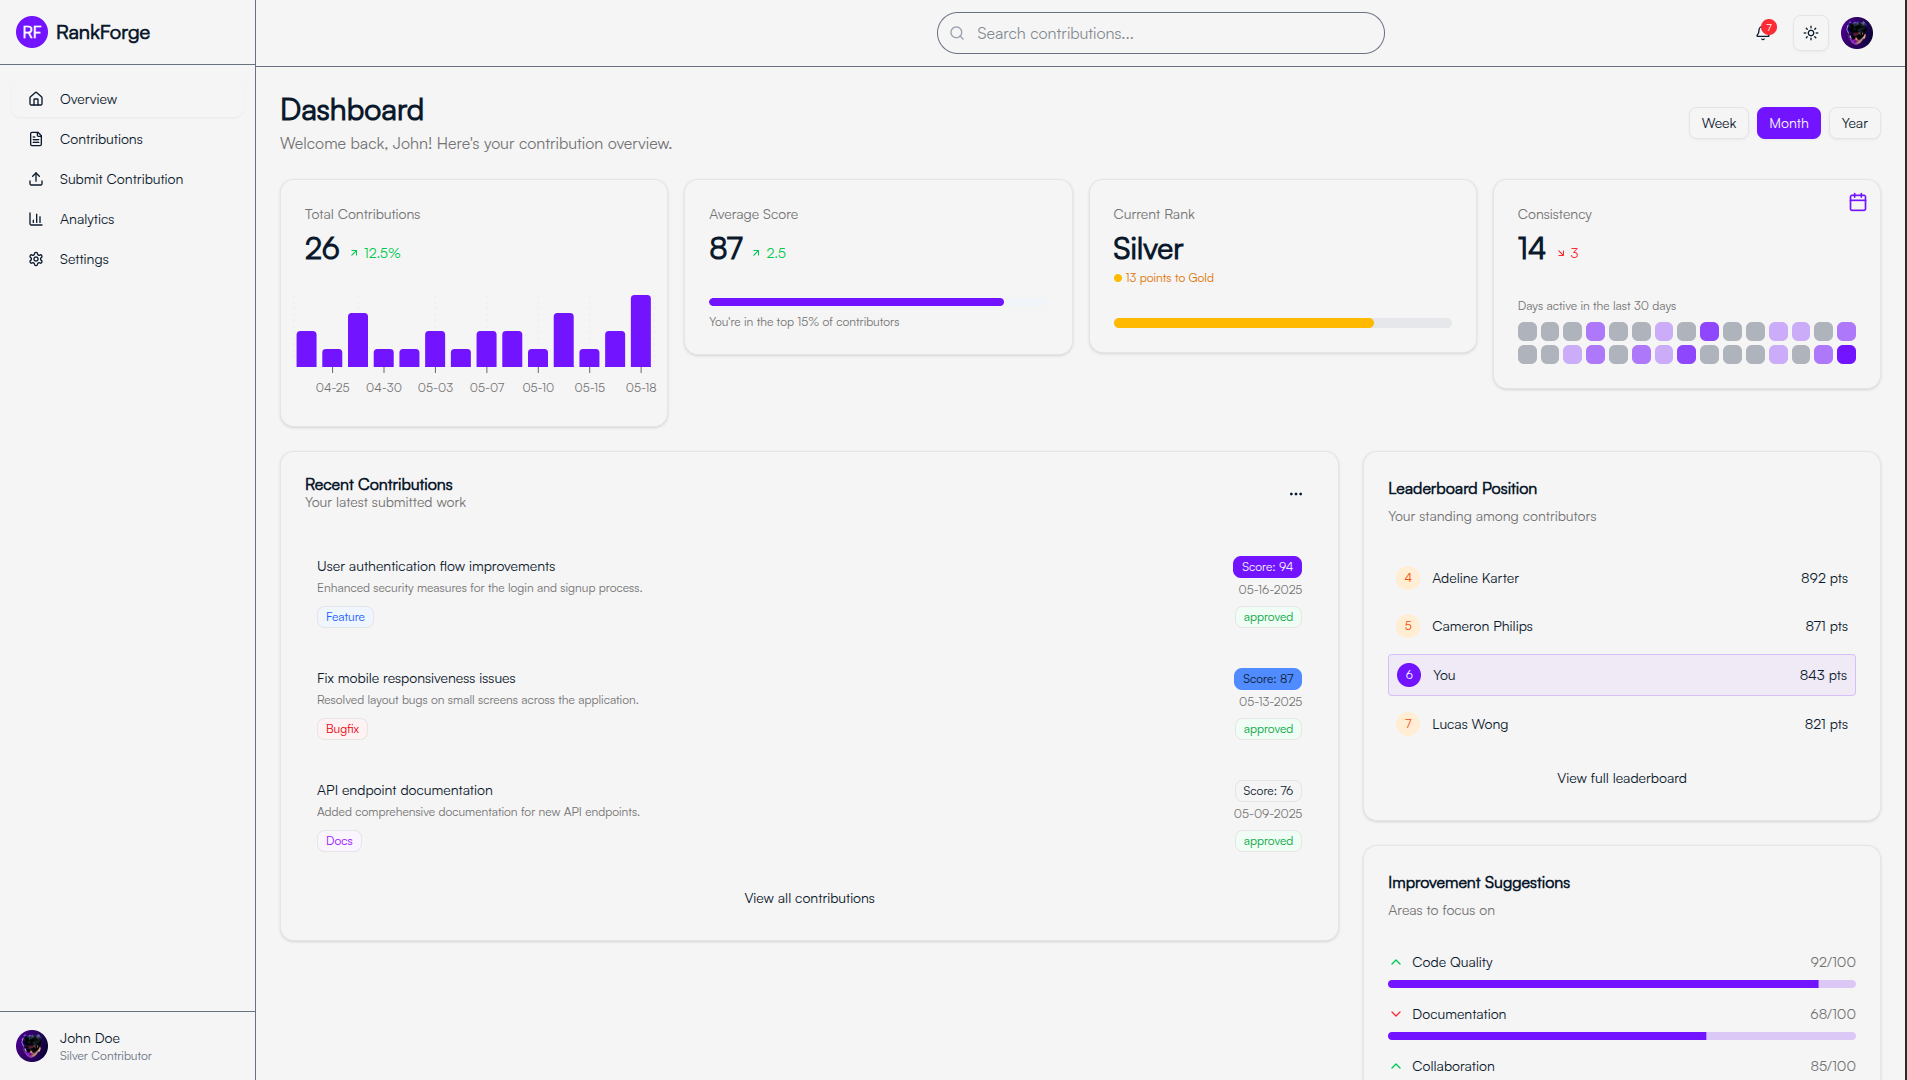 RF RankForge
Search contributions...
7
Overview
Contributions
Submit Contribution
Analytics
Settings
John Doe
Silver Contributor
Dashboard
Welcome back, John! Here's your contribution overview.
Week
Month
Year
Total Contributions
26 12.5%
04-25 04-30 05-03 05-07 05-10 05-15 05-18
Average Score
87 2.5
You're in the top 15% of contributors
Current Rank
Silver
13 points to Gold
Consistency
14 3
Days active in the last 30 days
Recent Contributions
Your latest submitted work
User authentication flow improvements
Score: 94
Enhanced security measures for the login and signup process.
05-16-2025
Feature
approved
Fix mobile responsiveness issues
Score: 87
Resolved layout bugs on small screens across the application.
05-13-2025
Bugfix
approved
API endpoint documentation
Score: 76
Added comprehensive documentation for new API endpoints.
05-09-2025
Docs
approved
View all contributions
Leaderboard Position
Your standing among contributors
4 Adeline Karter 892 pts
5 Cameron Philips 871 pts
6 You 843 pts
7 Lucas Wong 821 pts
View full leaderboard
Improvement Suggestions
Areas to focus on
Code Quality 92/100
Documentation 68/100
Collaboration 85/100